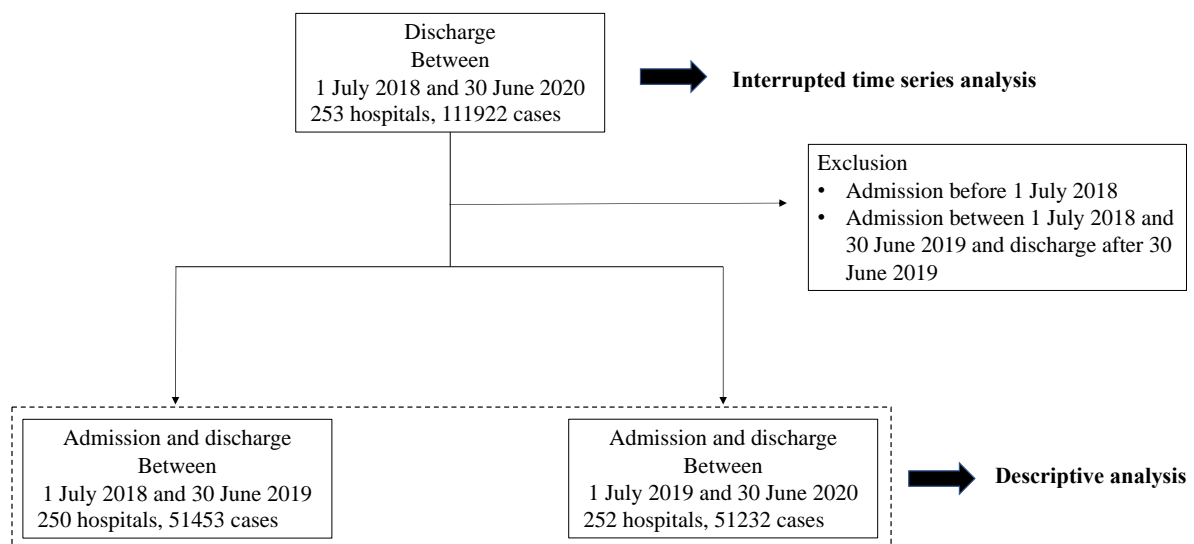 Discharge
Between
1 July 2018 and 30 June 2020
253 hospitals, 111922 cases
Interrupted time series analysis
Exclusion
• Admission before 1 July 2018
• Admission between 1 July 2018 and
30 June 2019 and discharge after 30
June 2019
Admission and discharge
Between
1 July 2018 and 30 June 2019
250 hospitals, 51453 cases
Admission and discharge
Between
1 July 2019 and 30 June 2020
252 hospitals, 51232 cases
Descriptive analysis